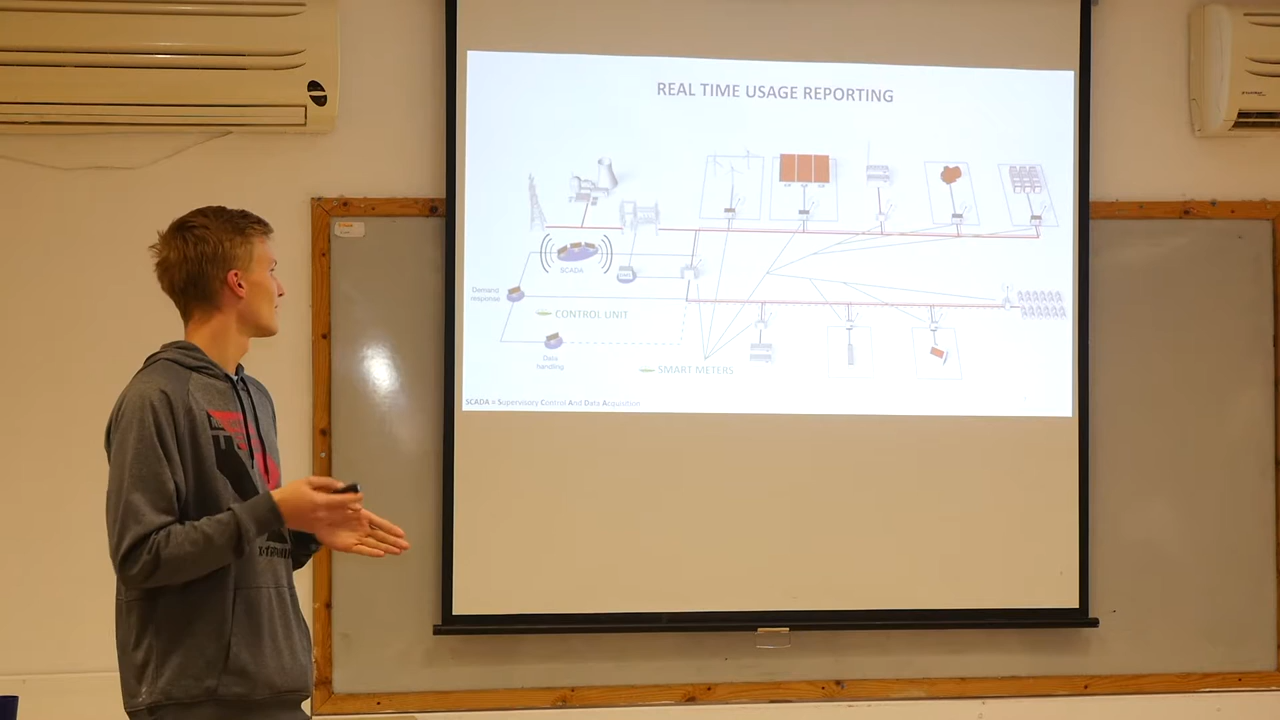 REAL TIME USAGE REPORTING
SCADA
Demand
response
CONTROL UNIT
Data
handling
SMART METERS
SCADA = Supervisory Control And Data Acquisition